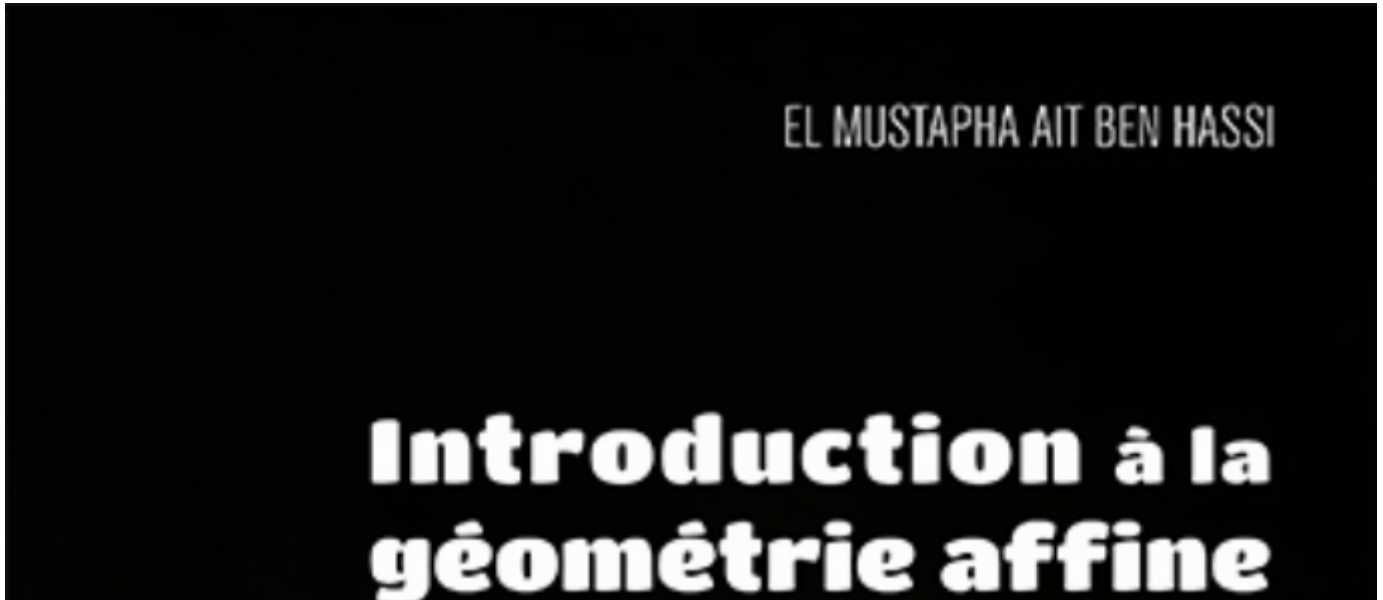 EL MUSTAPHA AIT BEN HASSI
Introduction à la
géométrie affine